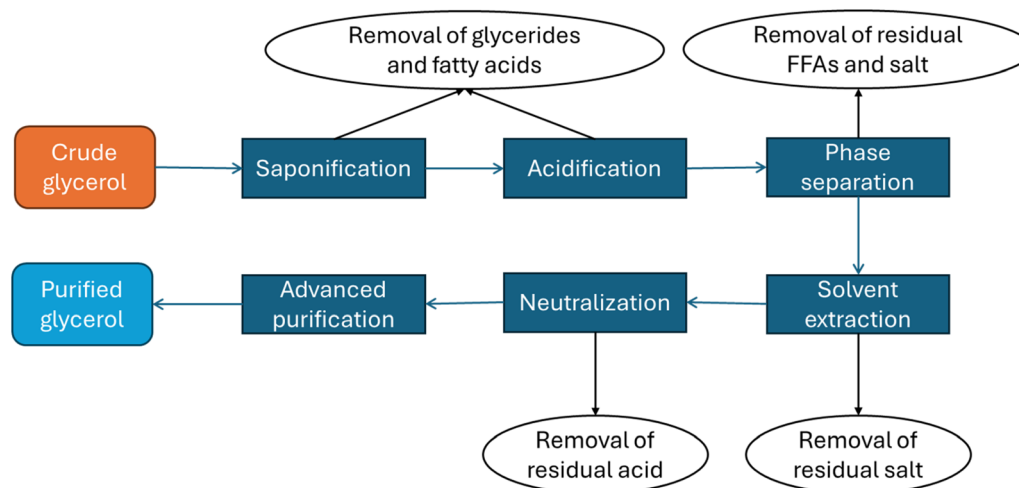 Removal of glycerides
and fatty acids
Removal of residual
FFAs and salt
Crude
glycerol
Saponification
Acidification
Phase
separation
Purified
glycerol
Advanced
purification
Neutralization
Solvent
extraction
Removal of
residual acid
Removal of
residual salt